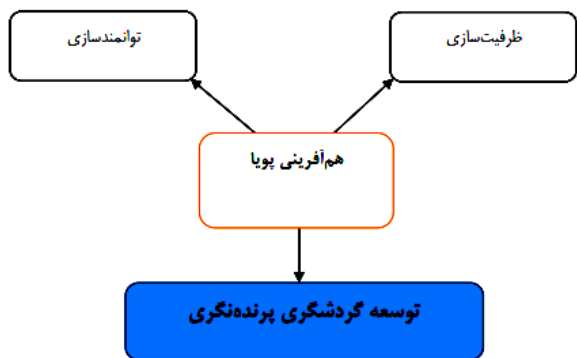 ظرفیت‌سازی
توانمندسازی
هم‌آفرینی پویا
توسعه گردشگری پرنده‌نگری